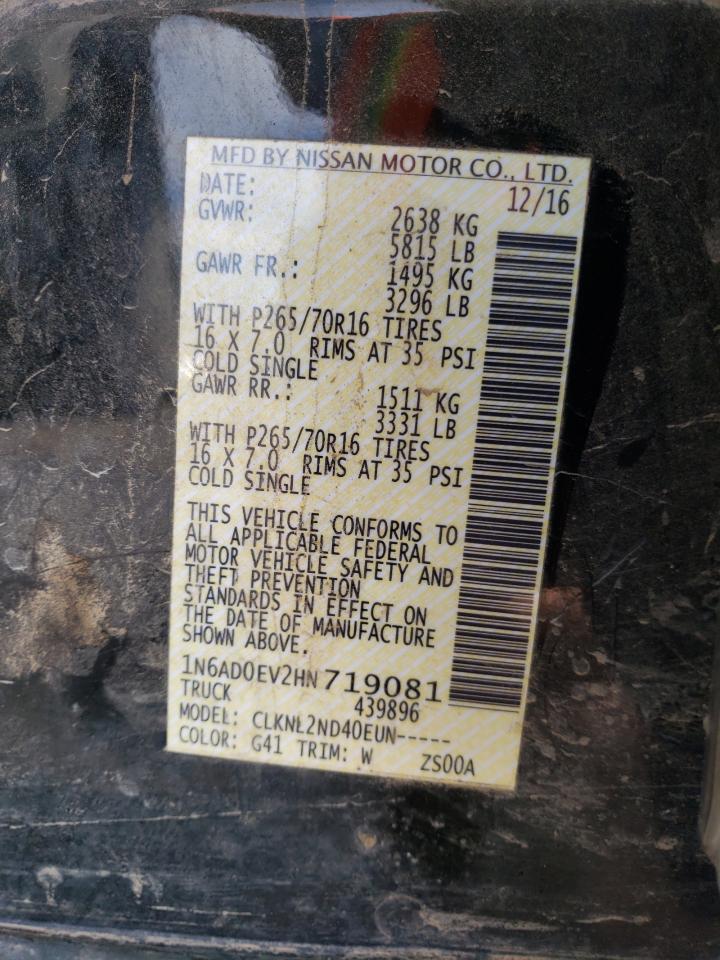 MFD BY NISSAN MOTOR CO., LTD.
DATE: 12/16
GVWR: 2638 KG
5815 LB
GAWR FR.: 1495 KG
3296 LB
WITH P265/70R16 TIRES
16 X 7.0 RIMS AT 35 PSI
COLD SINGLE
GAWR RR.: 1511 KG
3331 LB
WITH P265/70R16 TIRES
16 X 7.0 RIMS AT 35 PSI
COLD SINGLE
THIS VEHICLE CONFORMS TO
ALL APPLICABLE FEDERAL
MOTOR VEHICLE SAFETY AND
THEFT PREVENTION
STANDARDS IN EFFECT ON
THE DATE OF MANUFACTURE
SHOWN ABOVE.
1N6AD0EV2HN719081
TRUCK 439896
MODEL: CLKNL2ND40EUN-----
COLOR: G41 TRIM: W ZS00A